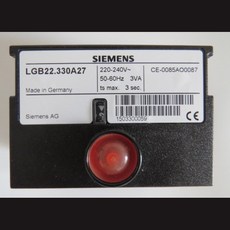 SIEMENS
LGB22.330A27
220-240V~
CE-0085AO0087
Made in Germany
50-60Hz 3VA
ts max. 3 sec.
Siemens AG
1503300059